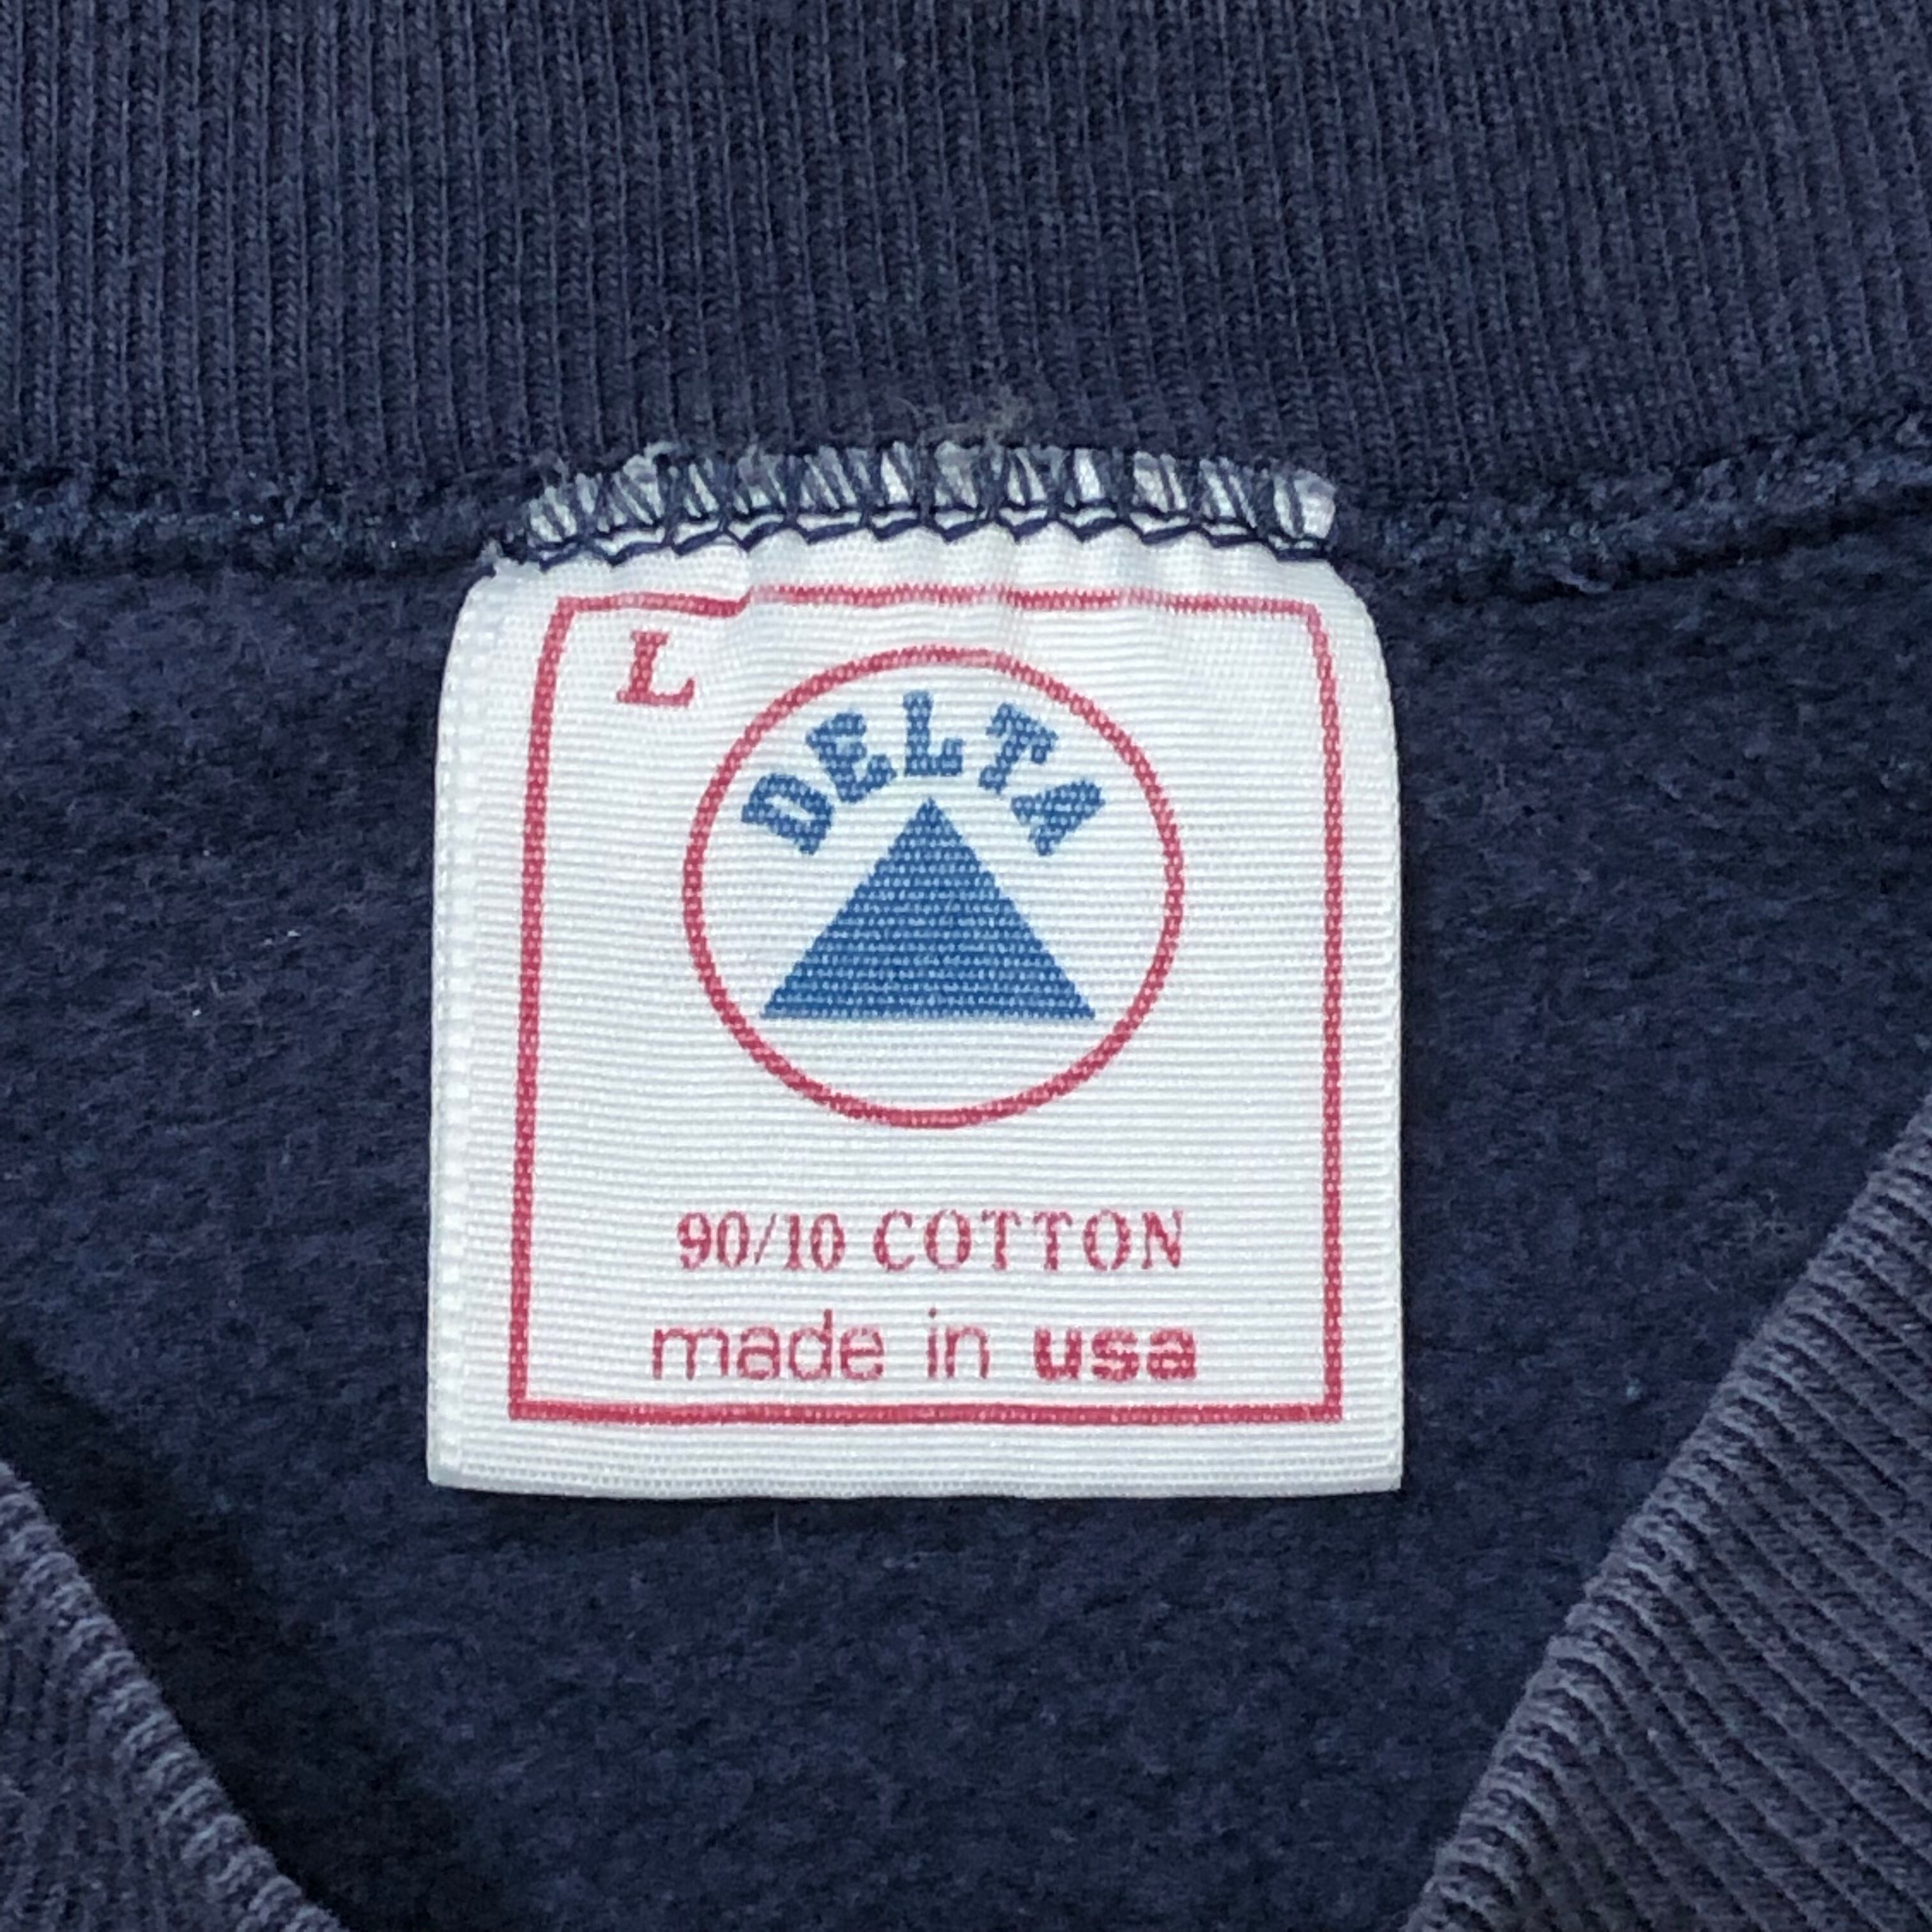 L
DELTA
90/10 COTTON
made in usa